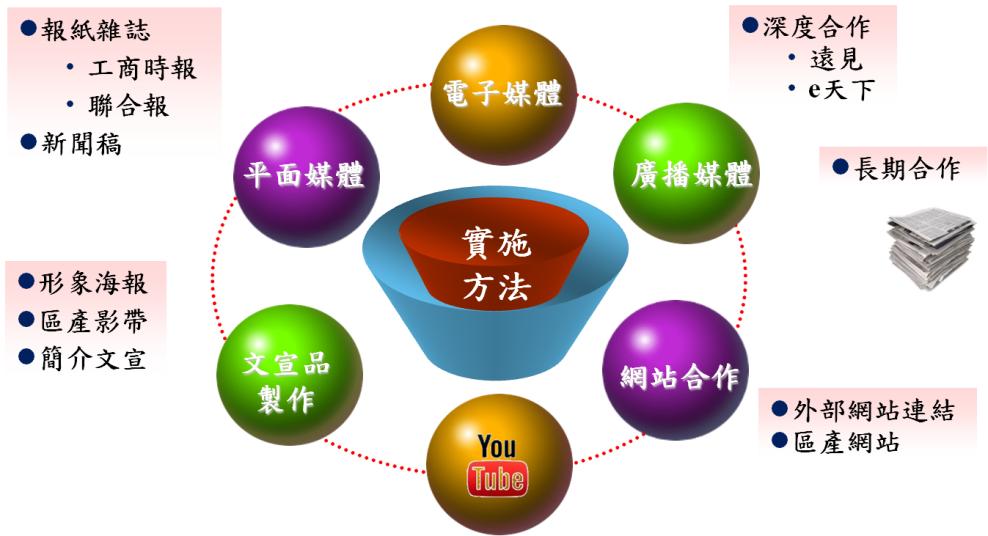 報紙雜誌
工商時報
聯合報
新聞稿
電子媒體
深度合作
遠見
e天下
平面媒體
廣播媒體
長期合作
實施
方法
形象海報
區產影帶
簡介文宣
文宣品
製作
網站合作
外部網站連結
區產網站
You
Tube